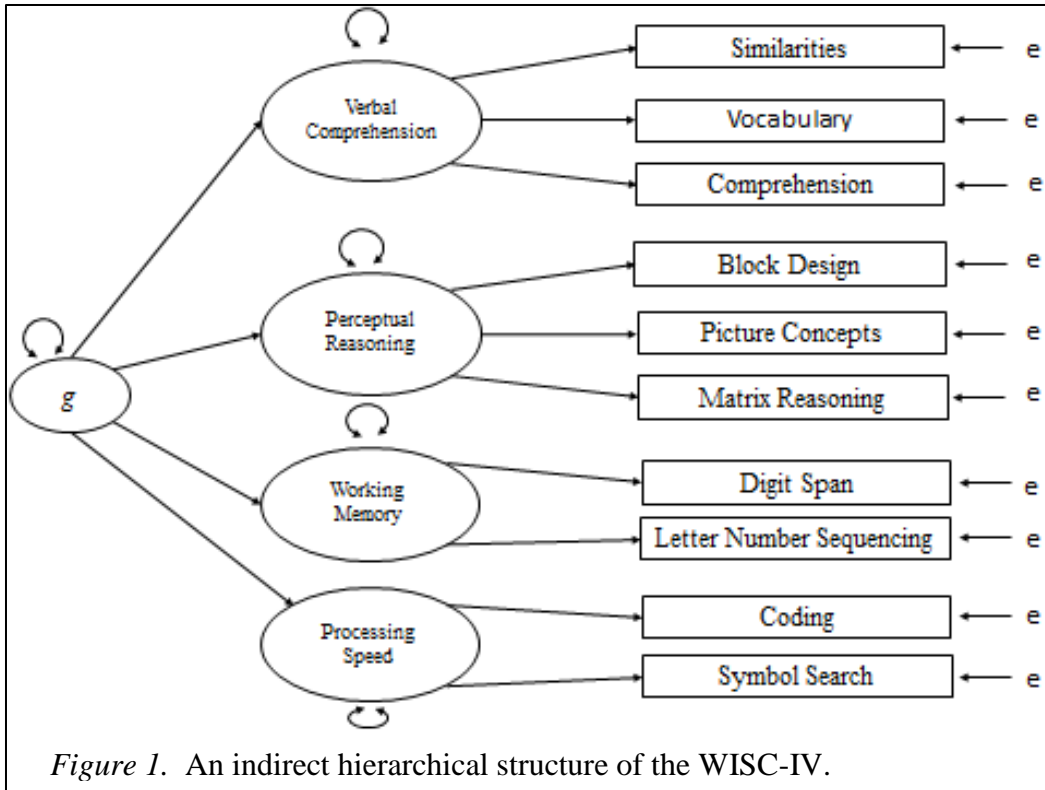 Similarities
e
Verbal
Comprehension
Vocabulary
e
Comprehension
e
Block Design
e
Perceptual
Reasoning
Picture Concepts
e
g
Matrix Reasoning
e
Working
Memory
Digit Span
e
Letter Number Sequencing
e
Processing
Speed
Coding
e
Symbol Search
e
Figure 1. An indirect hierarchical structure of the WISC-IV.